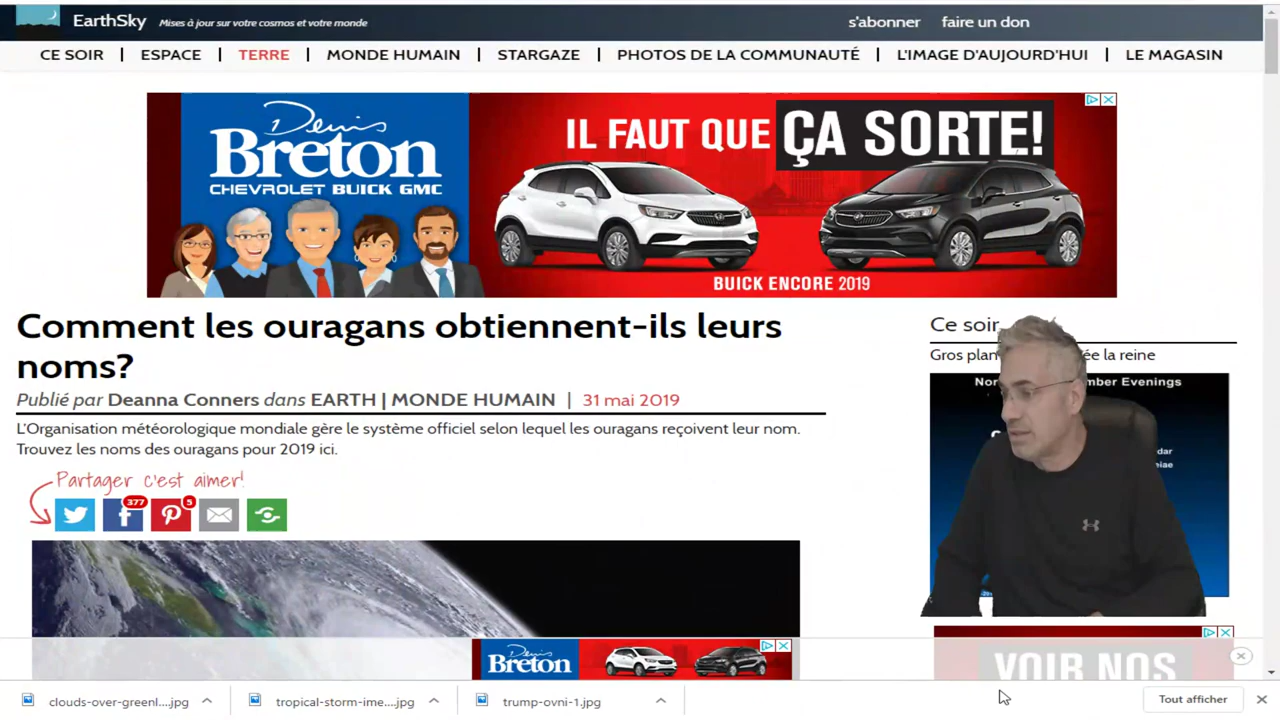 EarthSky Mises à jour sur votre cosmos et votre monde
s'abonner faire un don
CE SOIR | ESPACE | TERRE | MONDE HUMAIN | STARGAZE | PHOTOS DE LA COMMUNAUTÉ | L'IMAGE D'AUJOURD'HUI | LE MAGASIN
Denis
Breton
CHEVROLET BUICK GMC
IL FAUT QUE ÇA SORTE!
BUICK ENCORE 2019
Comment les ouragans obtiennent-ils leurs
noms?
Publié par Deanna Conners dans EARTH | MONDE HUMAIN | 31 mai 2019
L'Organisation météorologique mondiale gère le système officiel selon lequel les ouragans reçoivent leur nom.
Trouvez les noms des ouragans pour 2019 ici.
Partager c'est aimer!
377
5
Ce soir
Gros la reine
Evenings
Denis
Breton
VOIR NOS
clouds-over-greenl....jpg
tropical-storm-ime....jpg
trump-ovni-1.jpg
Tout afficher